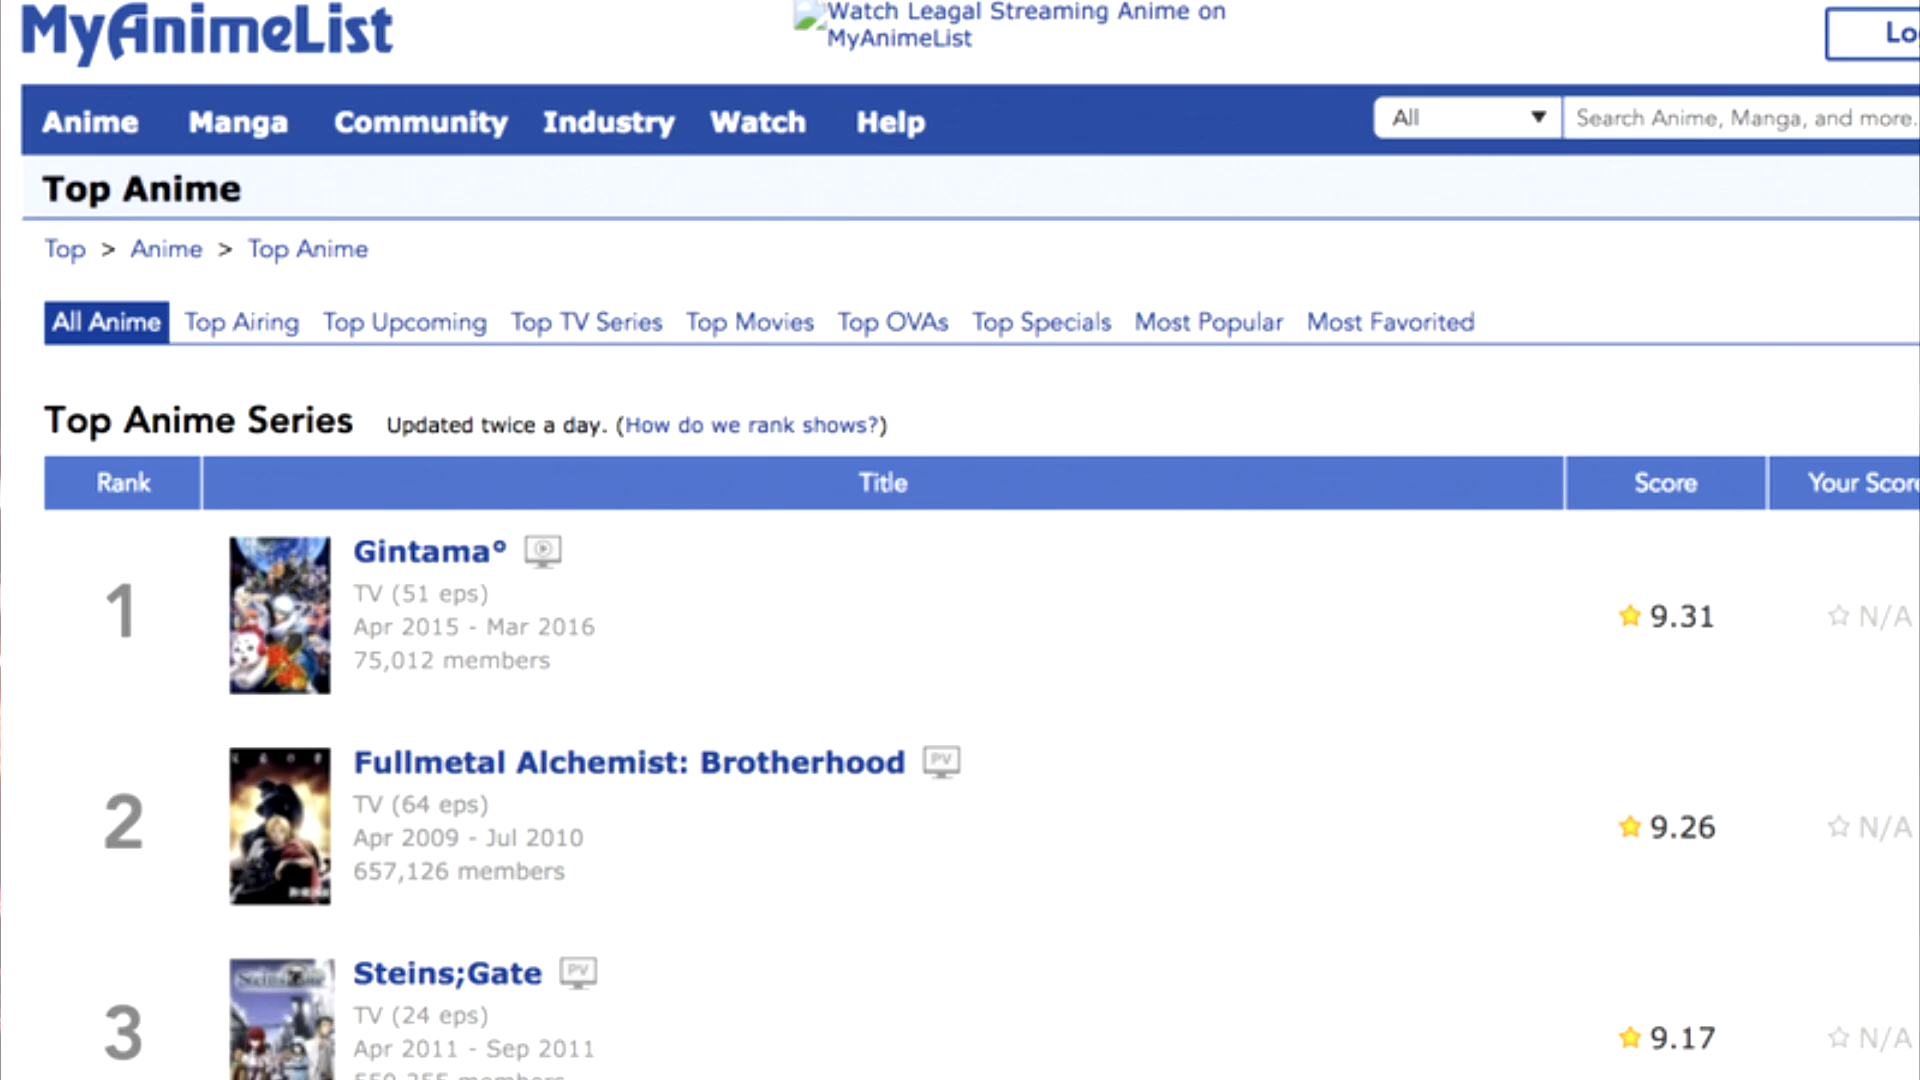 MyAnimeList
Watch Leagal Streaming Anime on
MyAnimeList
Lo
Anime Manga Community Industry Watch Help
All ▼ Search Anime, Manga, and more.
Top Anime
Top > Anime > Top Anime
All Anime Top Airing Top Upcoming Top TV Series Top Movies Top OVAs Top Specials Most Popular Most Favorited
Top Anime Series Updated twice a day. (How do we rank shows?)
Rank Title Score Your Score
1
Gintama°
TV (51 eps)
Apr 2015 - Mar 2016
75,012 members
9.31 N/A
2
Fullmetal Alchemist: Brotherhood PV
TV (64 eps)
Apr 2009 - Jul 2010
657,126 members
9.26 N/A
3
Steins;Gate PV
TV (24 eps)
Apr 2011 - Sep 2011
9.17 N/A